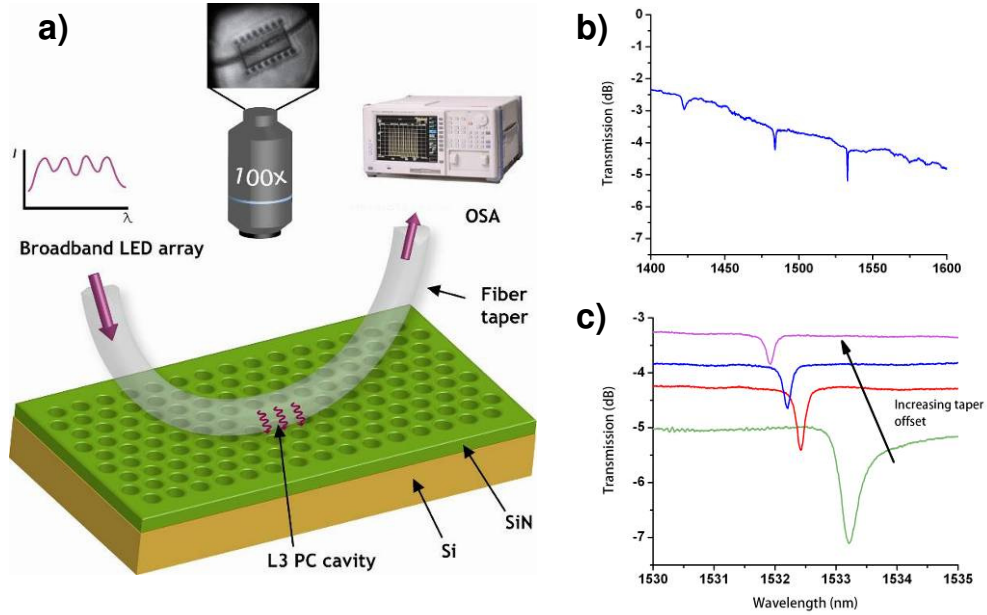 a)
I
λ
Broadband LED array
100x
OSA
Fiber
taper
SiN
Si
L3 PC cavity
b)
Transmission (dB)
0
-1
-2
-3
-4
-5
-6
-7
1400
1450
1500
1550
1600
c)
Transmission (dB)
-3
-4
-5
-6
-7
Increasing taper
offset
1530
1531
1532
1533
1534
1535
Wavelength (nm)